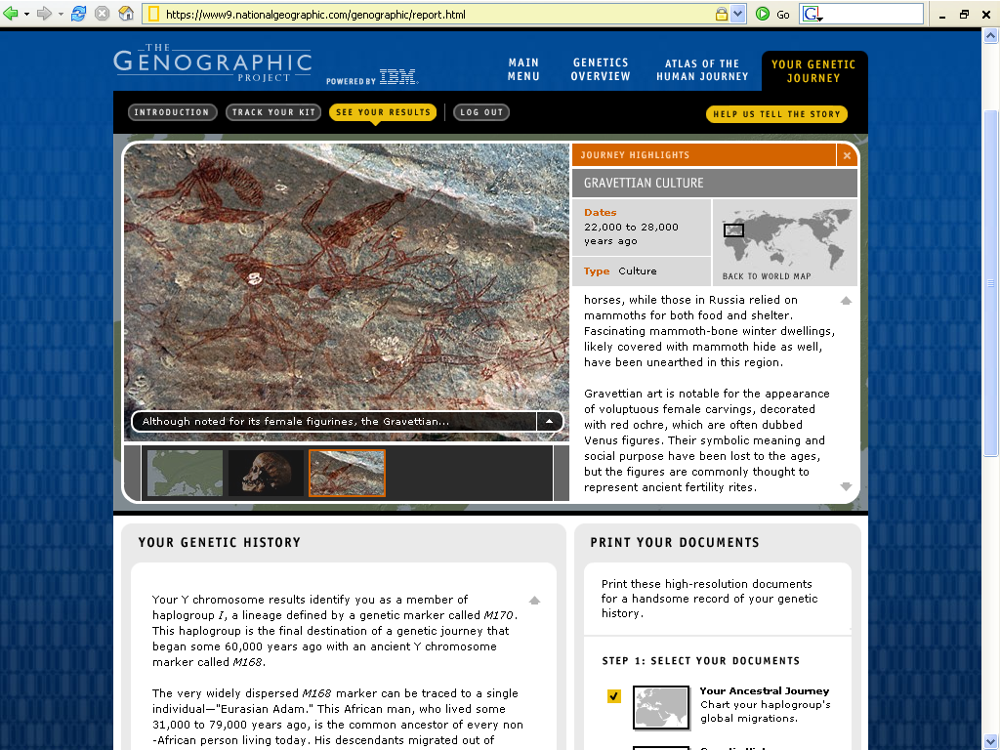 https://www9.nationalgeographic.com/genographic/report.html
Go
THE
GENOGRAPHIC
PROJECT
POWERED BY IBM
MAIN
MENU
GENETICS
OVERVIEW
ATLAS OF THE
HUMAN JOURNEY
YOUR GENETIC
JOURNEY
INTRODUCTION
TRACK YOUR KIT
SEE YOUR RESULTS
LOG OUT
HELP US TELL THE STORY
Although noted for its female figurines, the Gravettian...
JOURNEY HIGHLIGHTS
GRAVETTIAN CULTURE
Dates
22,000 to 28,000
years ago
Type Culture
BACK TO WORLD MAP
horses, while those in Russia relied on
mammoths for both food and shelter.
Fascinating mammoth-bone winter dwellings,
likely covered with mammoth hide as well,
have been unearthed in this region.
Gravettian art is notable for the appearance
of voluptuous female carvings, decorated
with red ochre, which are often dubbed
Venus figures. Their symbolic meaning and
social purpose have been lost to the ages,
but the figures are commonly thought to
represent ancient fertility rites.
YOUR GENETIC HISTORY
Your Y chromosome results identify you as a member of
haplogroup I, a lineage defined by a genetic marker called M170.
This haplogroup is the final destination of a genetic journey that
began some 60,000 years ago with an ancient Y chromosome
marker called M168.
The very widely dispersed M168 marker can be traced to a single
individual—"Eurasian Adam." This African man, who lived some
31,000 to 79,000 years ago, is the common ancestor of every non
-African person living today. His descendants migrated out of
PRINT YOUR DOCUMENTS
Print these high-resolution documents
for a handsome record of your genetic
history.
STEP 1: SELECT YOUR DOCUMENTS
Your Ancestral Journey
Chart your haplogroup's
global migrations.